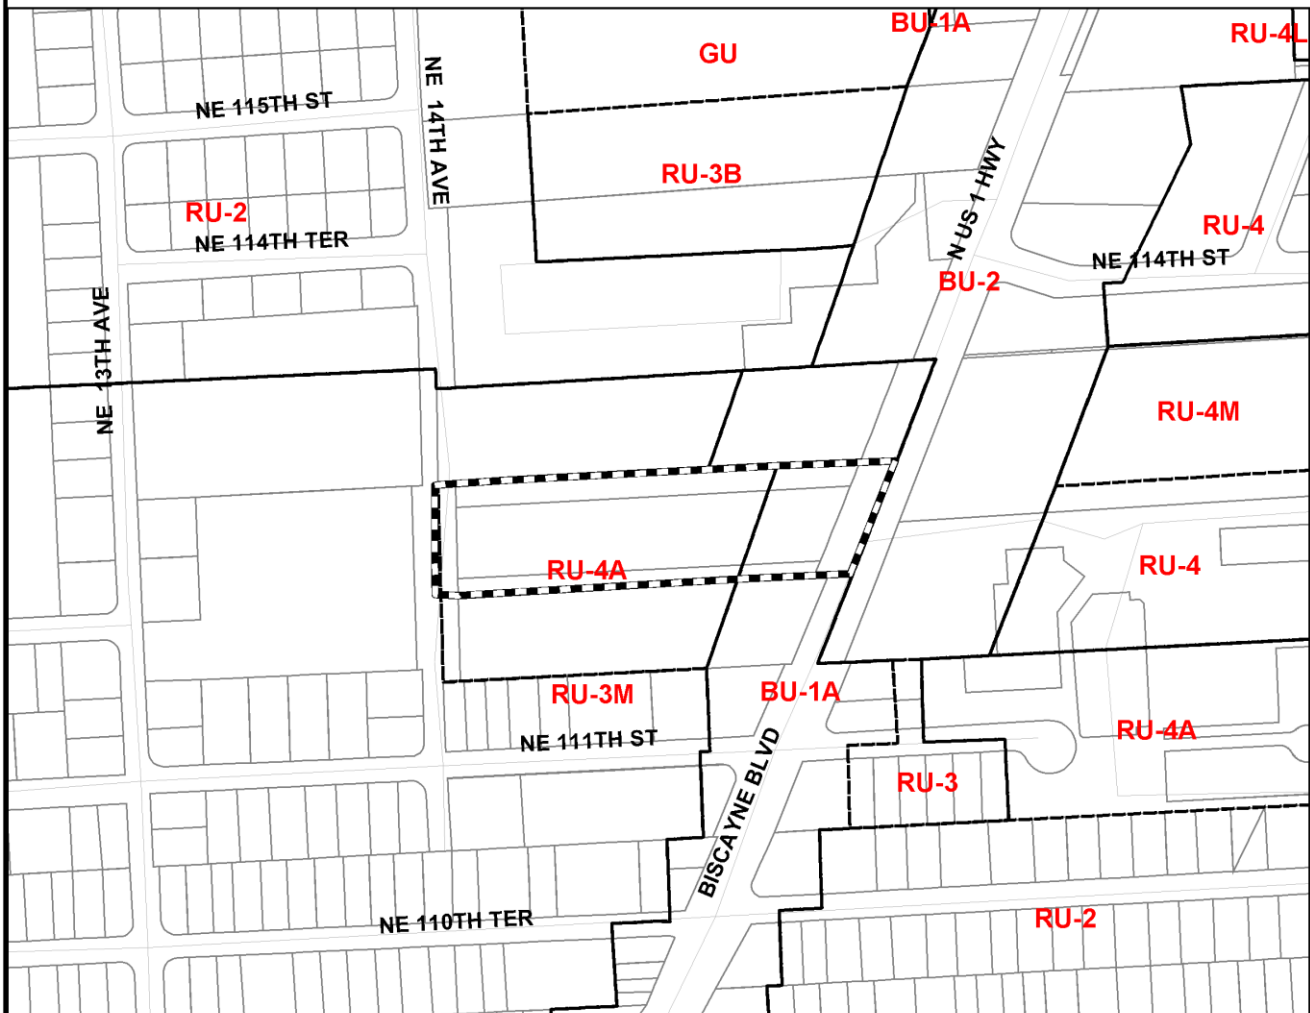 BU-1A
RU-4L
GU
NE 115TH ST
NE 14TH AVE
RU-3B
N US 1 HWY
RU-2
RU-4
NE 114TH TER
NE 114TH ST
BU-2
NE 13TH AVE
RU-4M
RU-4A
RU-4
RU-3M
BU-1A
NE 111TH ST
RU-4A
BISCAYNE BLVD
RU-3
NE 110TH TER
RU-2